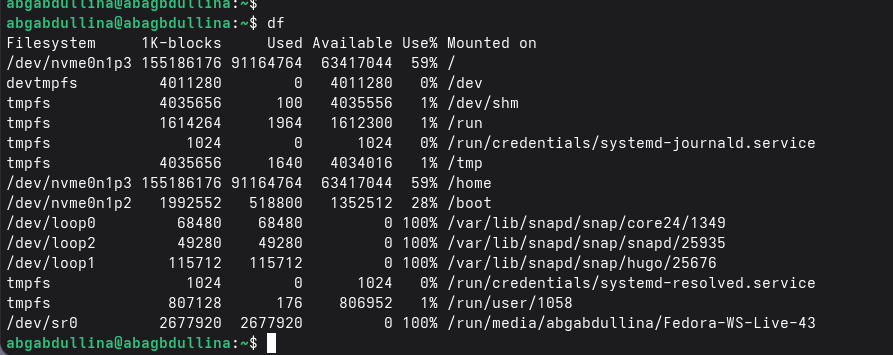 abgabdullina@abagbdullina:~$
abgabdullina@abagbdullina:~$ df
Filesystem     1K-blocks     Used Available Use% Mounted on
/dev/nvme0n1p3 155186176 91164764  63417044  59% /
devtmpfs         4011280        0   4011280   0% /dev
tmpfs            4035656      100   4035556   1% /dev/shm
tmpfs            1614264     1964   1612300   1% /run
tmpfs               1024        0      1024   0% /run/credentials/systemd-journald.service
tmpfs            4035656     1640   4034016   1% /tmp
/dev/nvme0n1p3 155186176 91164764  63417044  59% /home
/dev/nvme0n1p2   1992552   518800   1352512  28% /boot
/dev/loop0         68480    68480         0 100% /var/lib/snapd/snap/core24/1349
/dev/loop2         49280    49280         0 100% /var/lib/snapd/snap/snapd/25935
/dev/loop1        115712   115712         0 100% /var/lib/snapd/snap/hugo/25676
tmpfs               1024        0      1024   0% /run/credentials/systemd-resolved.service
tmpfs             807128      176    806952   1% /run/user/1058
/dev/sr0         2677920  2677920         0 100% /run/media/abgabdullina/Fedora-WS-Live-43
abgabdullina@abagbdullina:~$